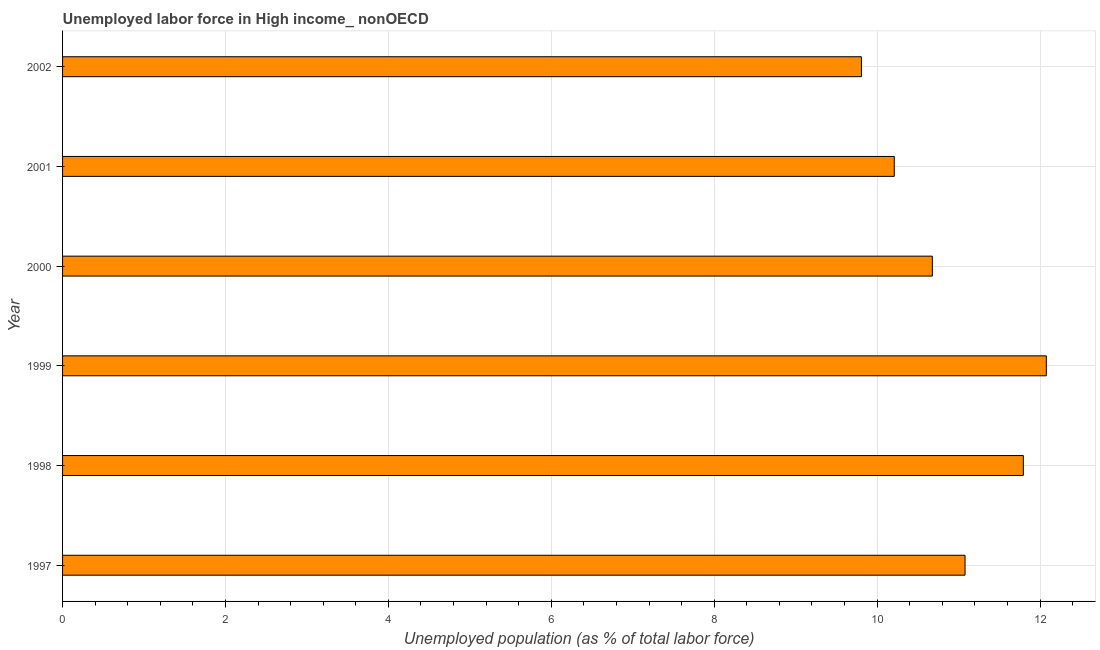 Unemployed labor force in High income_ nonOECD
2002
2001
2000
1999
1998
1997
Year
0 2 4 6 8 10 12
Unemployed population (as % of total labor force)